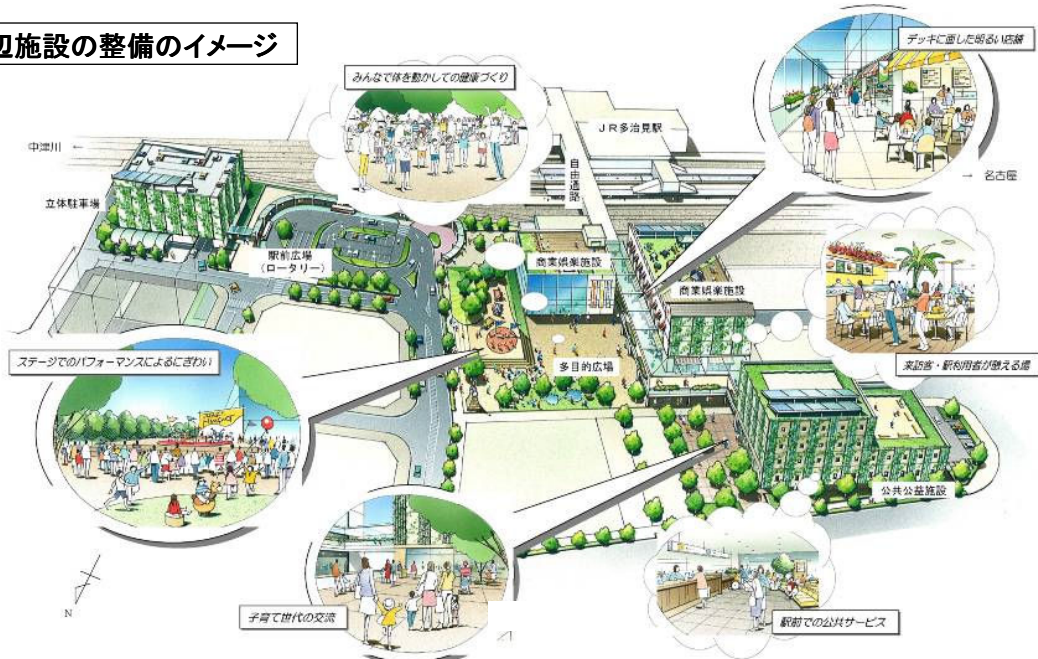 辺施設の整備のイメージ
デッキに面した明るい店舗
みんなで体を動かしての健康づくり
JR多治見駅
中津川 ←
自由通路
→ 名古屋
立体駐車場
駅前広場
(ロータリー)
商業娯楽施設
商業娯楽施設
ステージでのパフォーマンスによるにぎわい
多目的広場
来訪客・駅利用者が憩える場
公共公益施設
N
子育て世代の交流
駅前での公共サービス